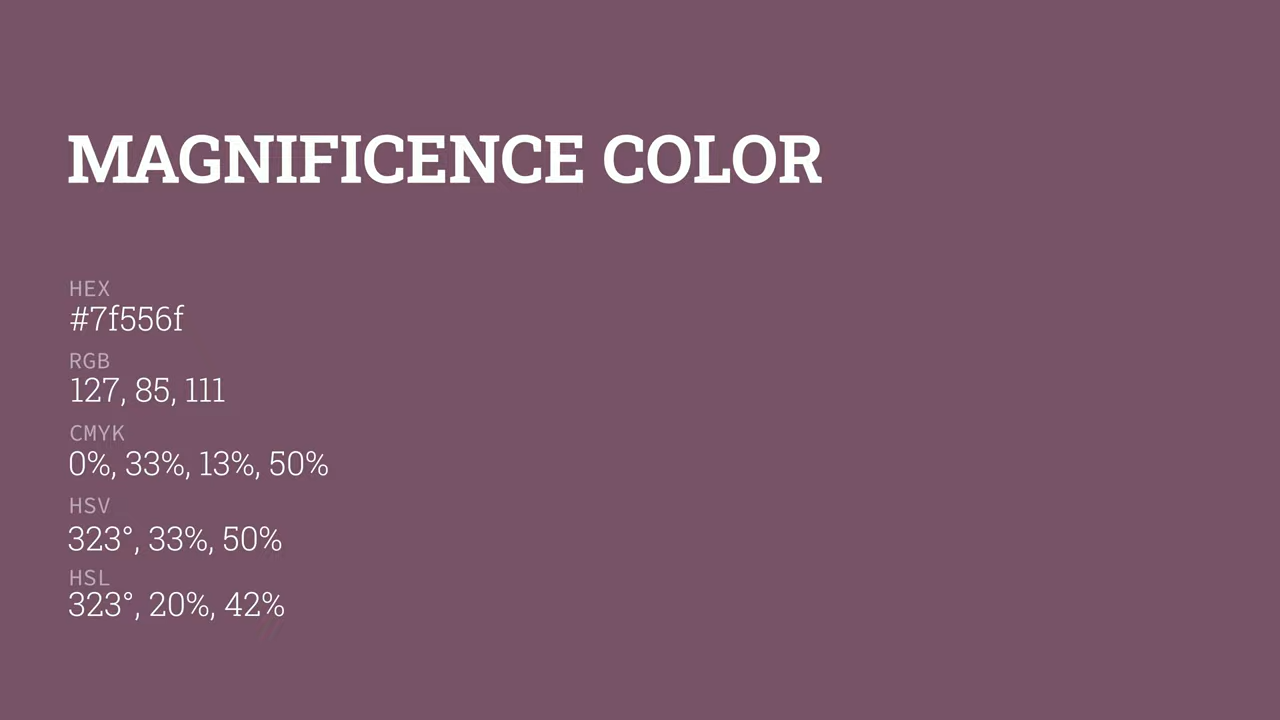 MAGNIFICENCE COLOR
HEX
#7f556f
RGB
127, 85, 111
CMYK
0%, 33%, 13%, 50%
HSV
323°, 33%, 50%
HSL
323°, 20%, 42%